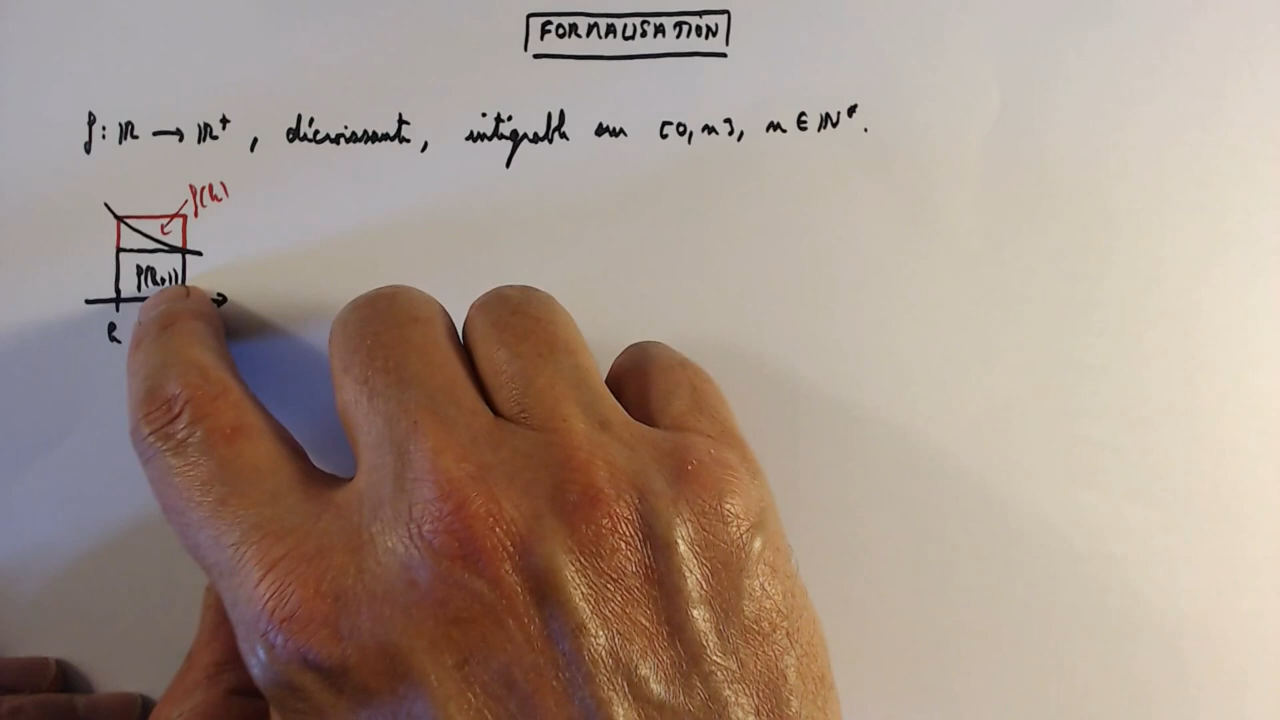 FORMALISATION
f: ℝ → ℝ⁺, décroissante, intégrable sur [0,n], n ∈ ℕ*.
f(k)
f(k+1)
k